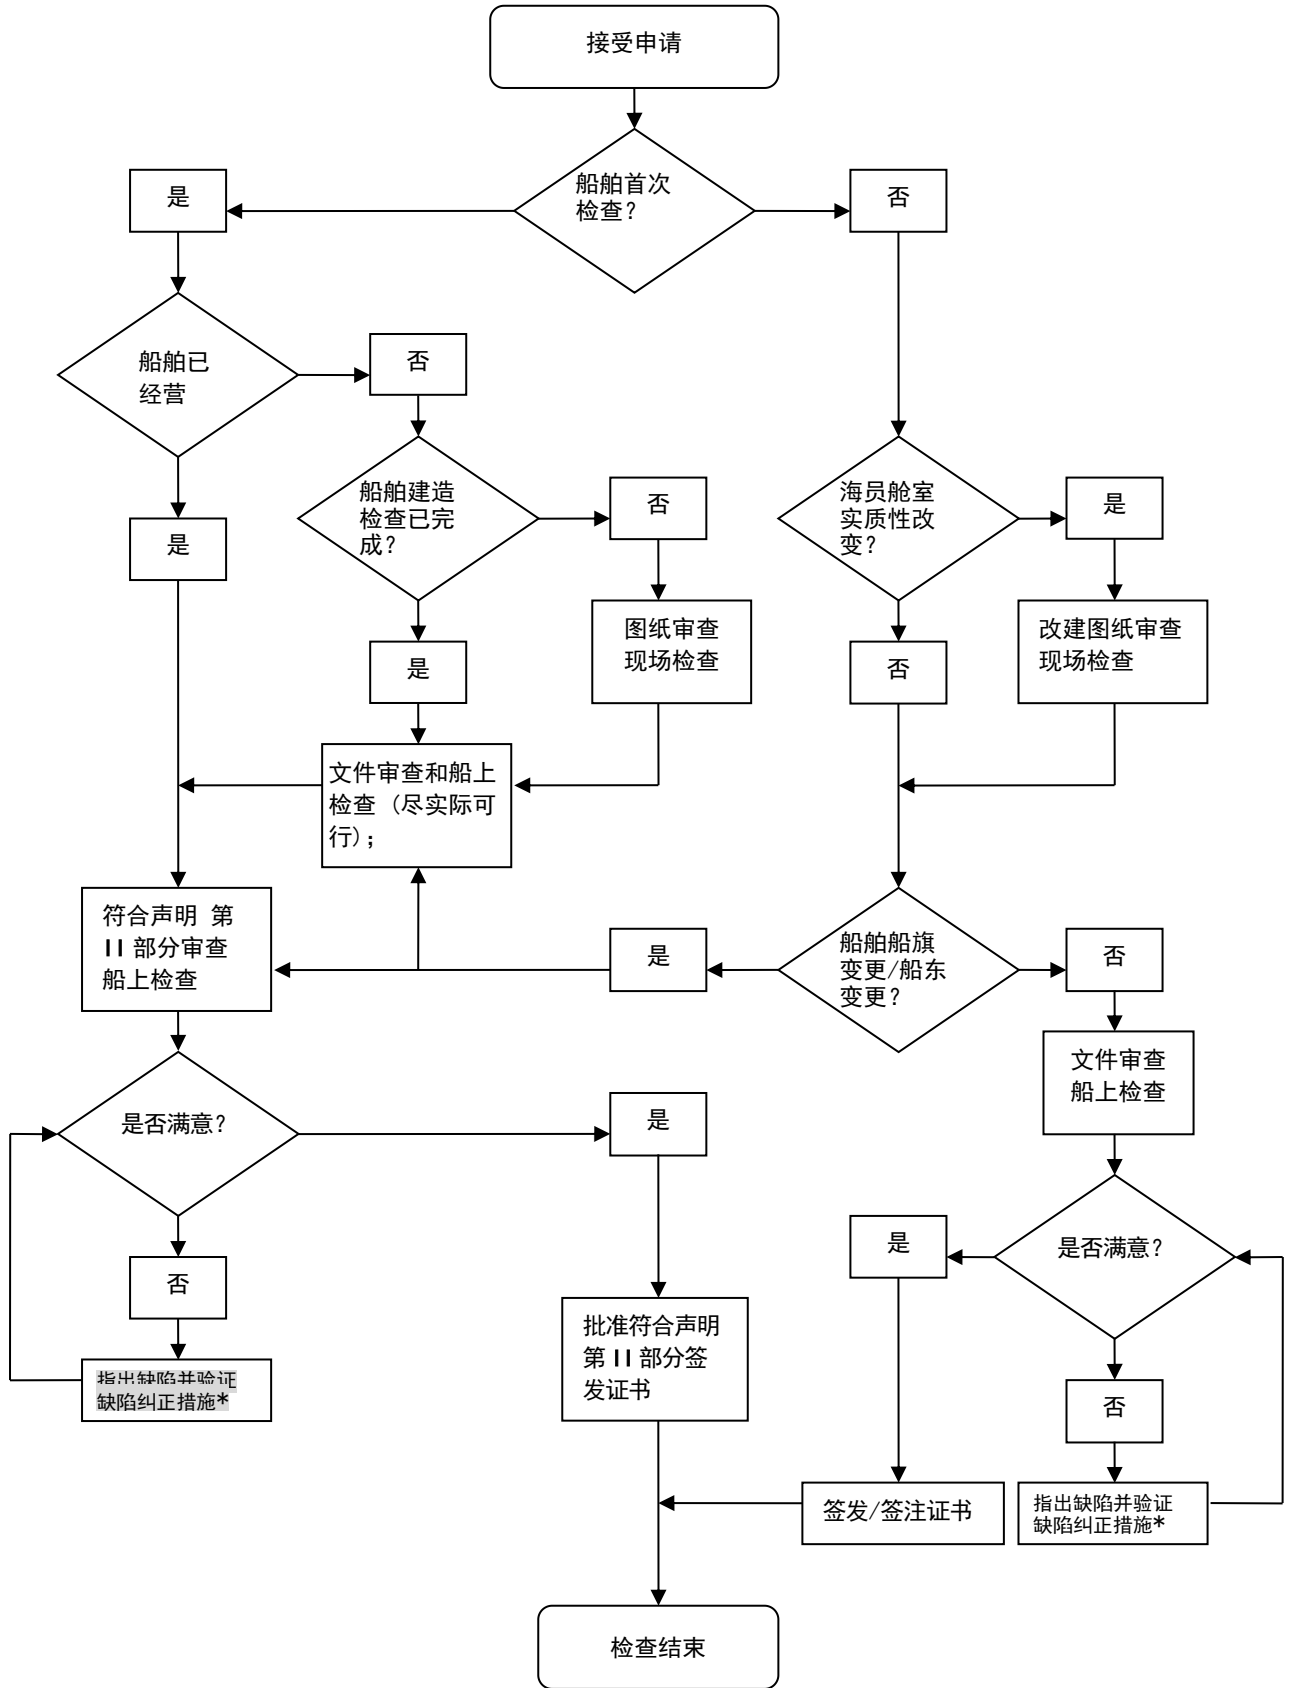 接受申请
船舶首次
检查？
是
否
船舶已
经营
否
船舶建造
检查已完
成？
否
海员舱室
实质性改
变？
是
是
图纸审查
现场检查
改建图纸审查
现场检查
是
否
文件审查和船上
检查（尽实际可
行）；
符合声明 第
II 部分审查
船上检查
是
船舶船旗
变更/船东
变更？
否
文件审查
船上检查
是否满意？
是
是
是否满意？
否
批准符合声明
第 II 部分签
发证书
指出缺陷并验证
缺陷纠正措施*
否
签发/签注证书
指出缺陷并验证
缺陷纠正措施*
检查结束